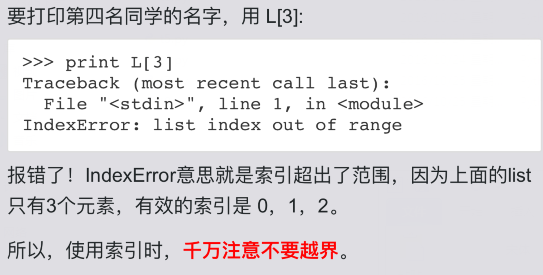 要打印第四名同学的名字，用 L[3]:
>>> print L[3]
Traceback (most recent call last):
  File "<stdin>", line 1, in <module>
IndexError: list index out of range
报错了！IndexError意思就是索引超出了范围，因为上面的list
只有3个元素，有效的索引是 0，1，2。
所以，使用索引时，千万注意不要越界。